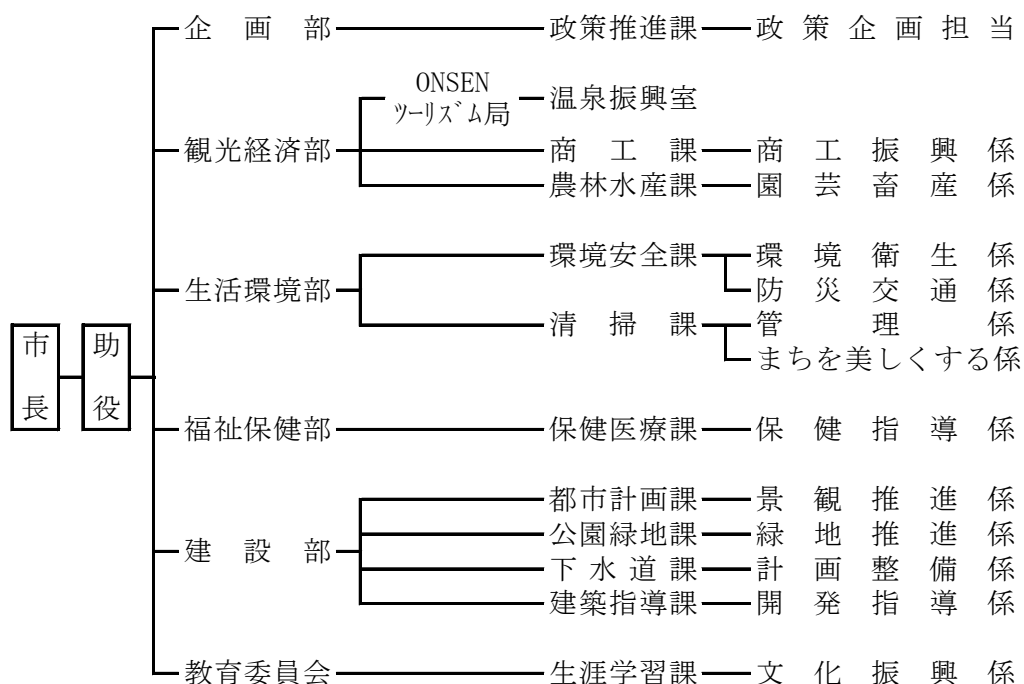 企画部 政策推進課 政策企画担当
ONSEN
ﾂｰﾘｽﾞﾑ局 温泉振興室
観光経済部 商工課 商工振興係
農林水産課 園芸畜産係
環境安全課 環境衛生係
生活環境部 防災交通係
清掃課 管理係
まちを美しくする係
市長 助役
福祉保健部 保健医療課 保健指導係
都市計画課 景観推進係
公園緑地課 緑地推進係
建設部
下水道課 計画整備係
建築指導課 開発指導係
教育委員会 生涯学習課 文化振興係